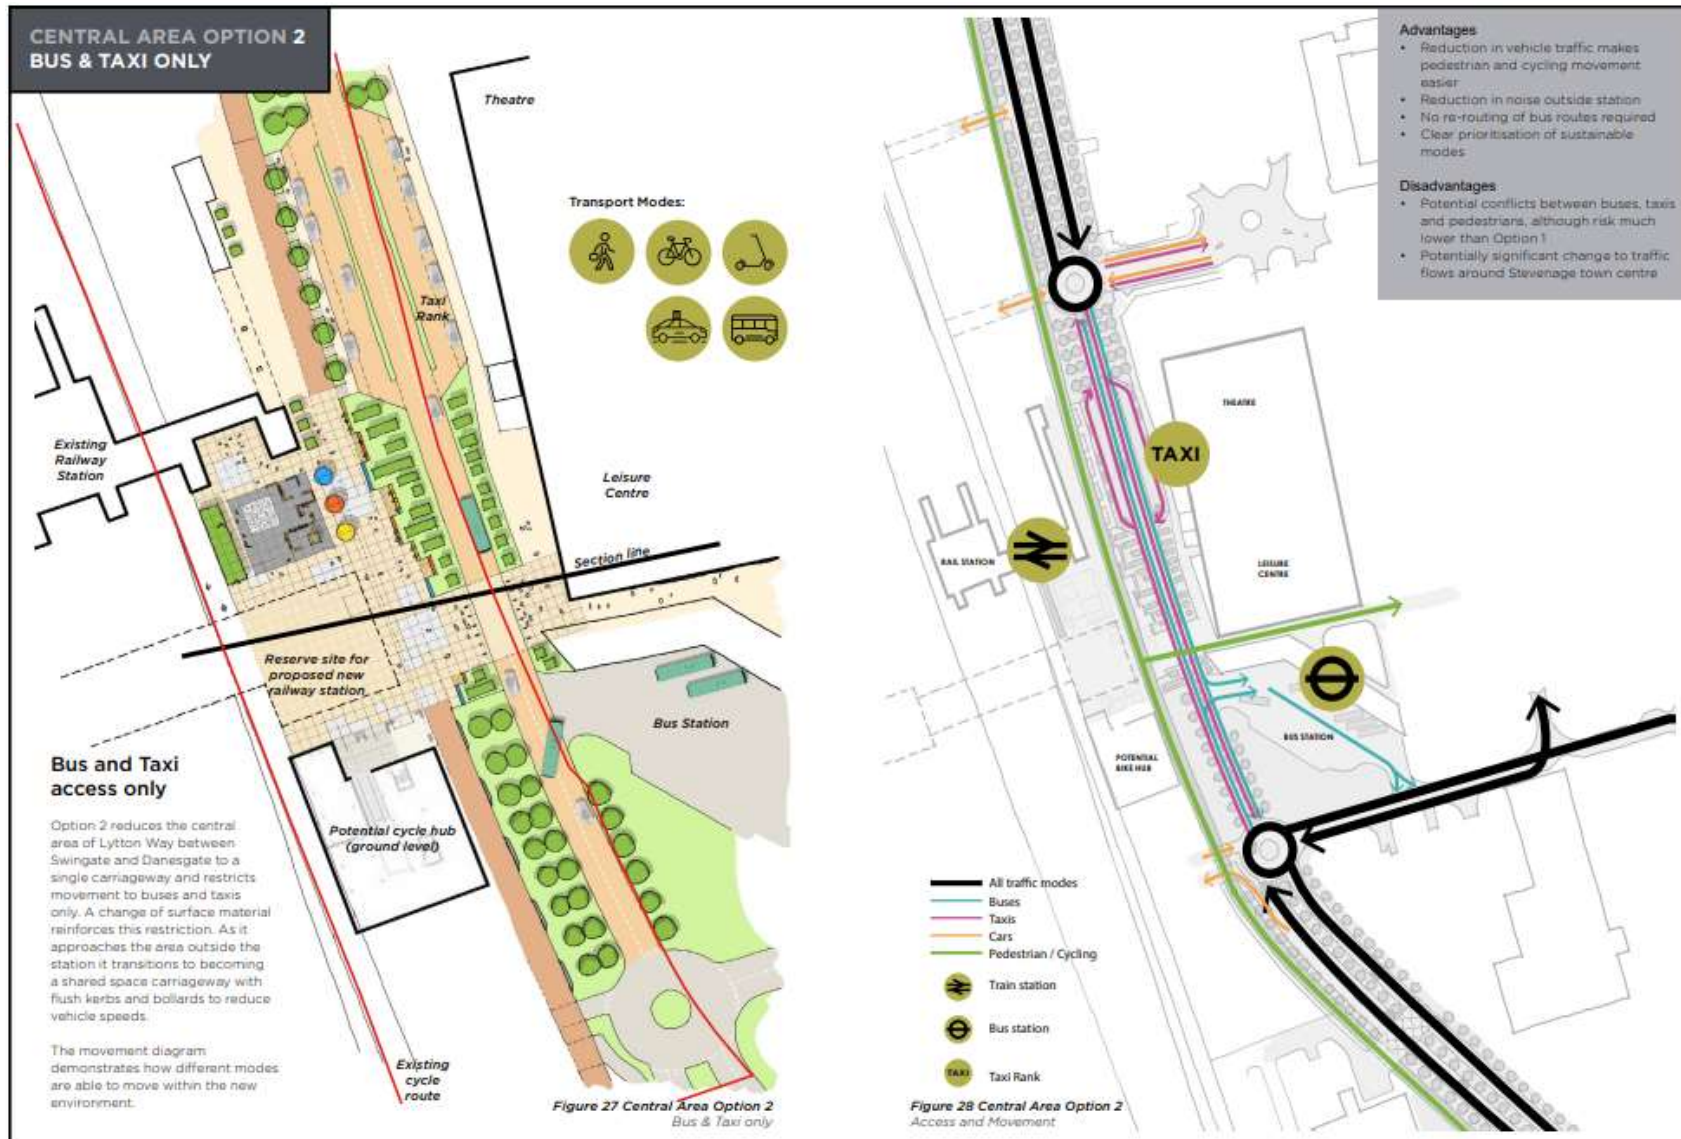 CENTRAL AREA OPTION 2
BUS & TAXI ONLY
Theatre
Transport Modes:
Taxi
Rank
Existing
Railway
Station
Leisure
Centre
Section line
Reserve site for
proposed new
railway station
Bus Station
Bus and Taxi
access only
Option 2 reduces the central
area of Lytton Way between
Swingate and Danesgate to a
single carriageway and restricts
movement to buses and taxis
only. A change of surface material
reinforces this restriction. As it
approaches the area outside the
station it transitions to becoming
a shared space carriageway with
flush kerbs and bollards to reduce
vehicle speeds.
The movement diagram
demonstrates how different modes
are able to move within the new
environment.
Potential cycle hub
(ground level)
Existing
cycle
route
Figure 27 Central Area Option 2
Bus & Taxi only
Advantages
• Reduction in vehicle traffic makes
pedestrian and cycling movement
easier
• Reduction in noise outside station
• No re-routing of bus routes required
• Clear prioritisation of sustainable
modes
Disadvantages
• Potential conflicts between buses, taxis
and pedestrians, although risk much
lower than Option 1
• Potentially significant change to traffic
flows around Stevenage town centre
THEATRE
TAXI
RAIL STATION
LEISURE
CENTRE
BUS STATION
POTENTIAL
BIKE HUB
All traffic modes
Buses
Taxis
Cars
Pedestrian / Cycling
Train station
Bus station
TAXI
Taxi Rank
Figure 28 Central Area Option 2
Access and Movement